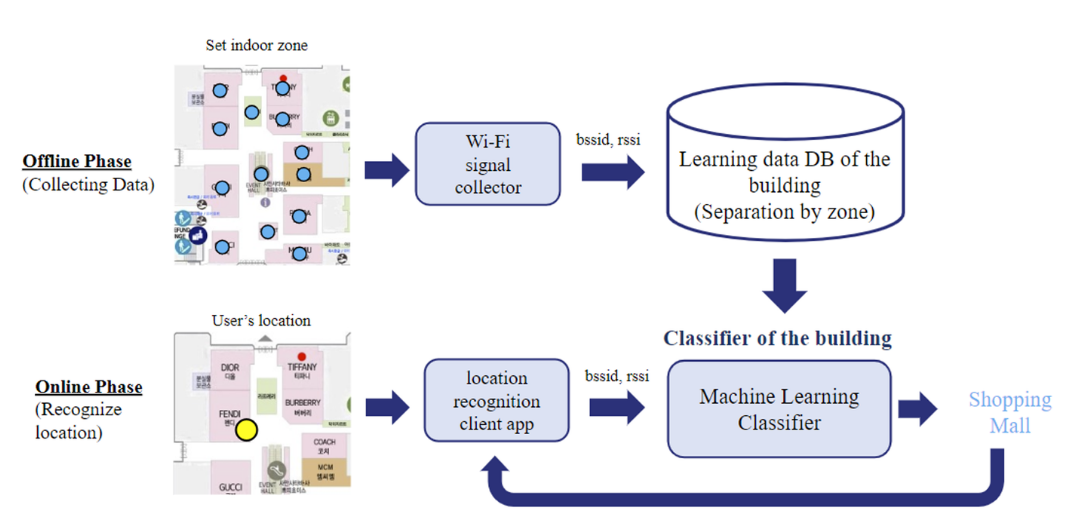 Set indoor zone
Offline Phase
(Collecting Data)
EVENT
HALL
Wi-Fi
signal
collector
bssid, rssi
Learning data DB of the
building
(Separation by zone)
User's location
Online Phase
(Recognize
location)
DIOR
디올
TIFFANY
티파니
FENDI
펜디
BURBERRY
버버리
COACH
코치
MCM
엠씨엠
EVENT
HALL
GUCCI
location
recognition
client app
bssid, rssi
Classifier of the building
Machine Learning
Classifier
Shopping
Mall